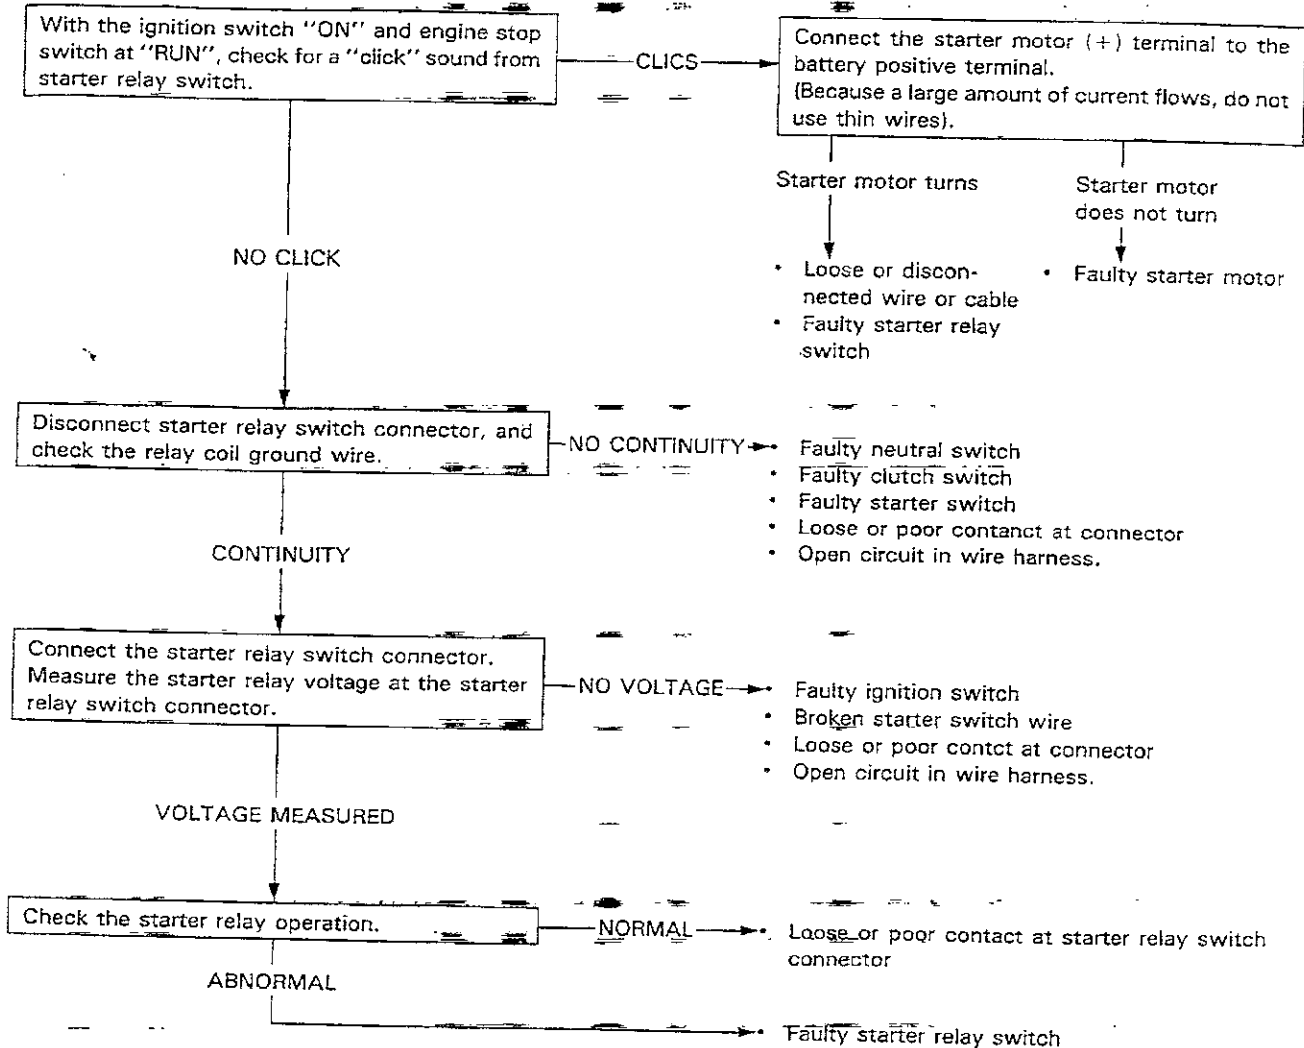 With the ignition switch "ON" and engine stop
switch at "RUN", check for a "click" sound from
starter relay switch.
CLICS
Connect the starter motor (+) terminal to the
battery positive terminal.
(Because a large amount of current flows, do not
use thin wires).
Starter motor turns
Starter motor
does not turn
• Loose or discon-
nected wire or cable
• Faulty starter relay
switch
• Faulty starter motor
NO CLICK
Disconnect starter relay switch connector, and
check the relay coil ground wire.
NO CONTINUITY
• Faulty neutral switch
• Faulty clutch switch
• Faulty starter switch
• Loose or poor contanct at connector
• Open circuit in wire harness.
CONTINUITY
Connect the starter relay switch connector.
Measure the starter relay voltage at the starter
relay switch connector.
NO VOLTAGE
• Faulty ignition switch
• Broken starter switch wire
• Loose or poor contct at connector
• Open circuit in wire harness.
VOLTAGE MEASURED
Check the starter relay operation.
NORMAL
• Loose or poor contact at starter relay switch
connector
ABNORMAL
• Faulty starter relay switch